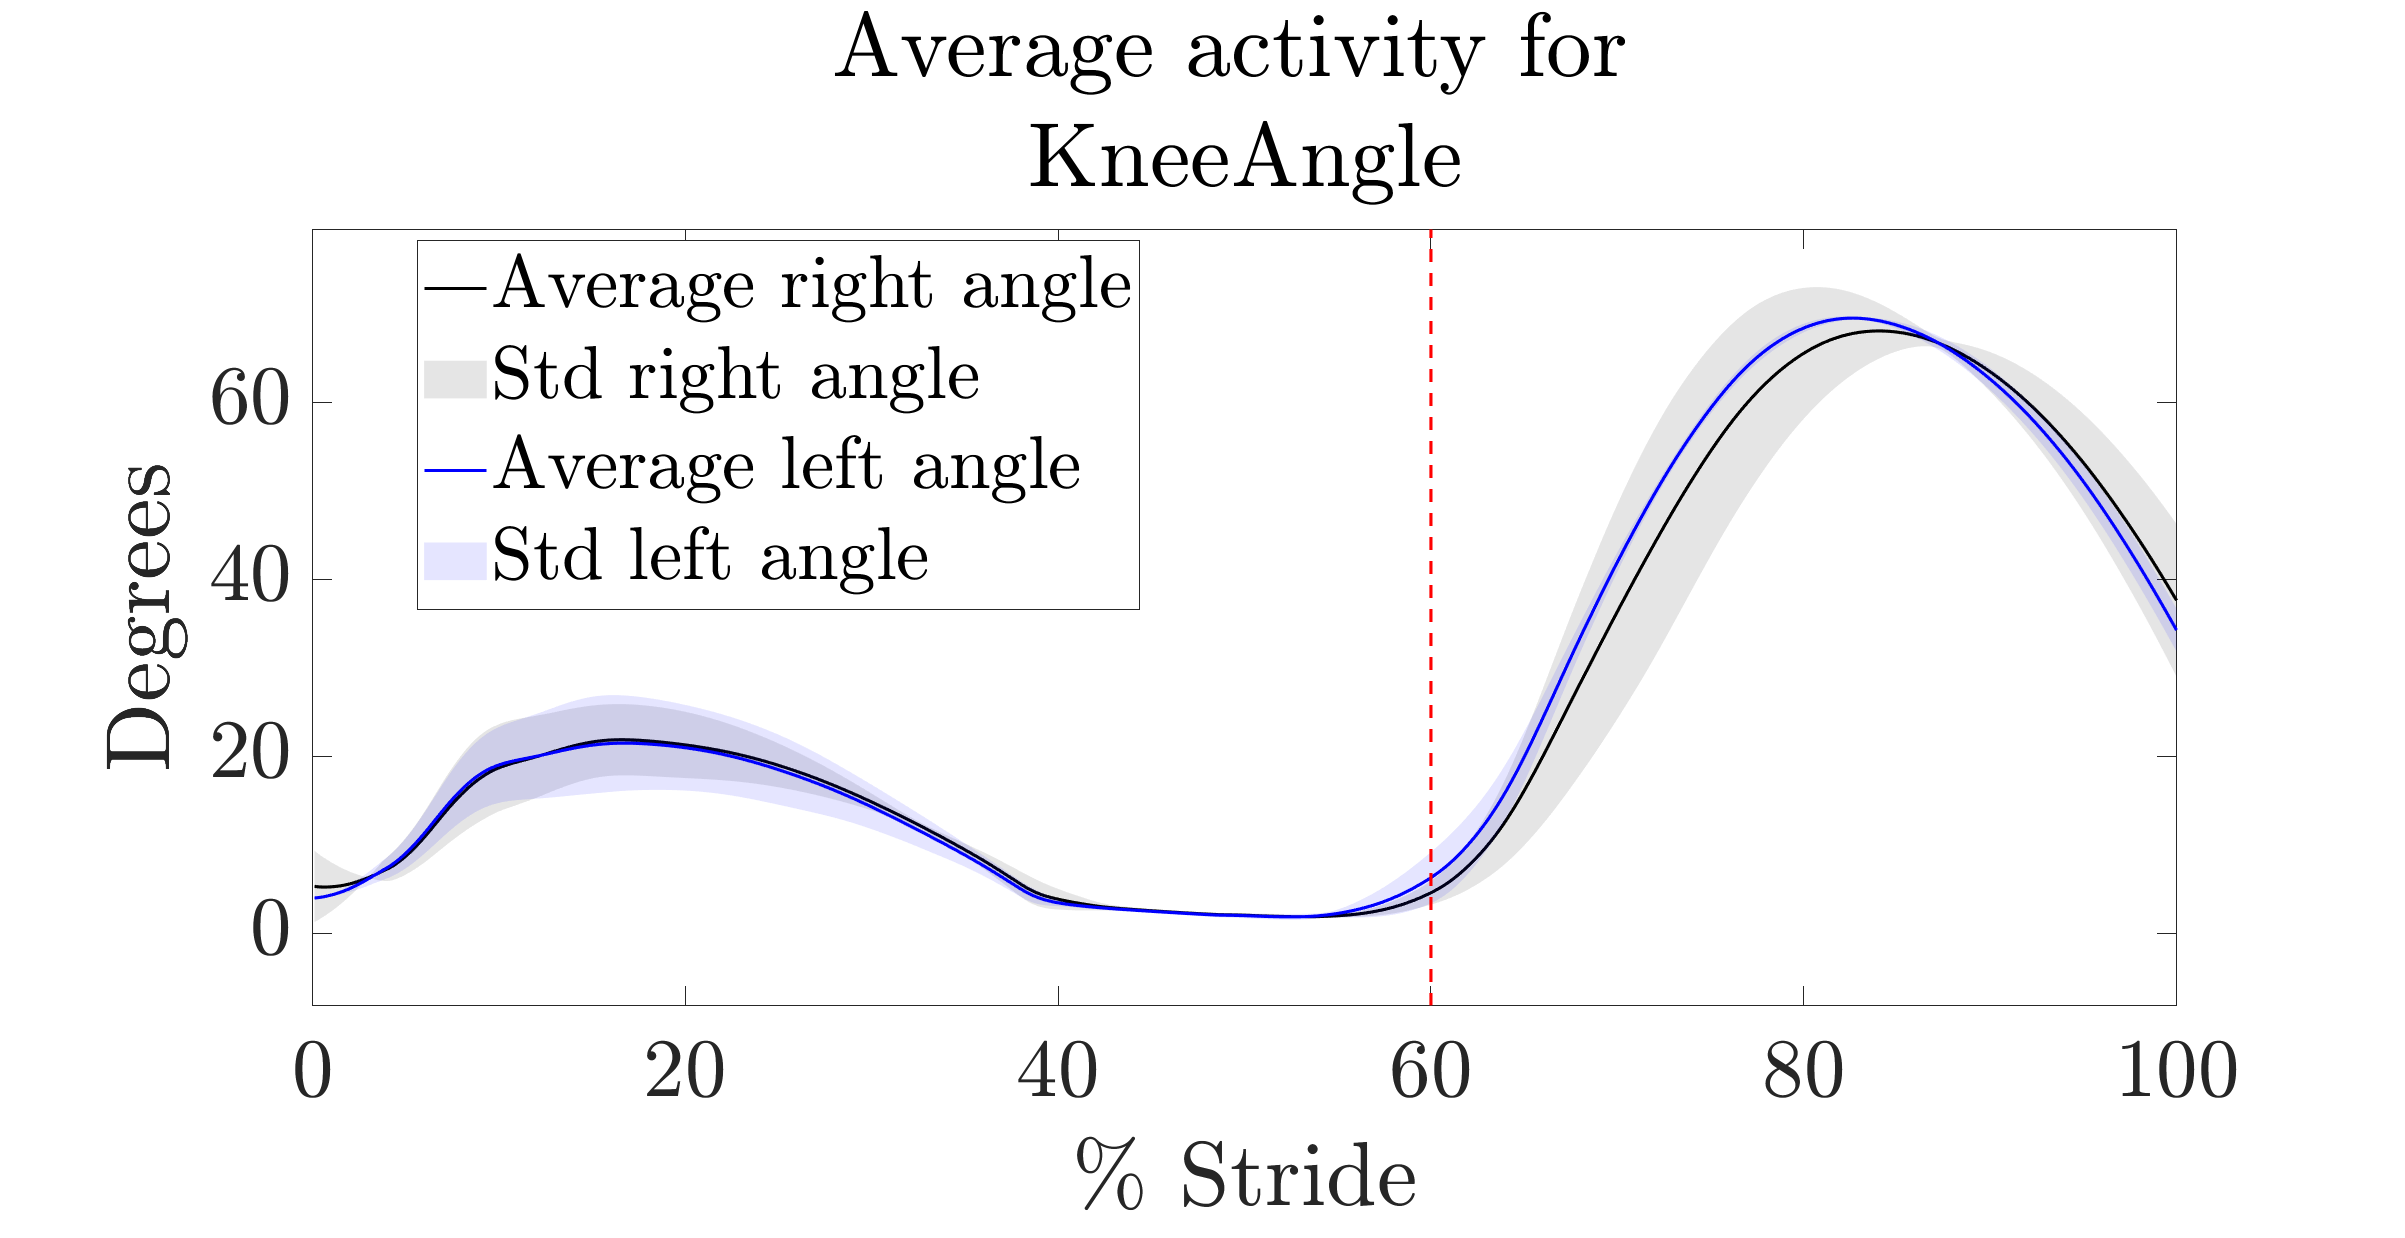 Average activity for
KneeAngle
Average right angle
Std right angle
Average left angle
Std left angle
60
40
20
0
Degrees
0 20 40 60 80 100
% Stride